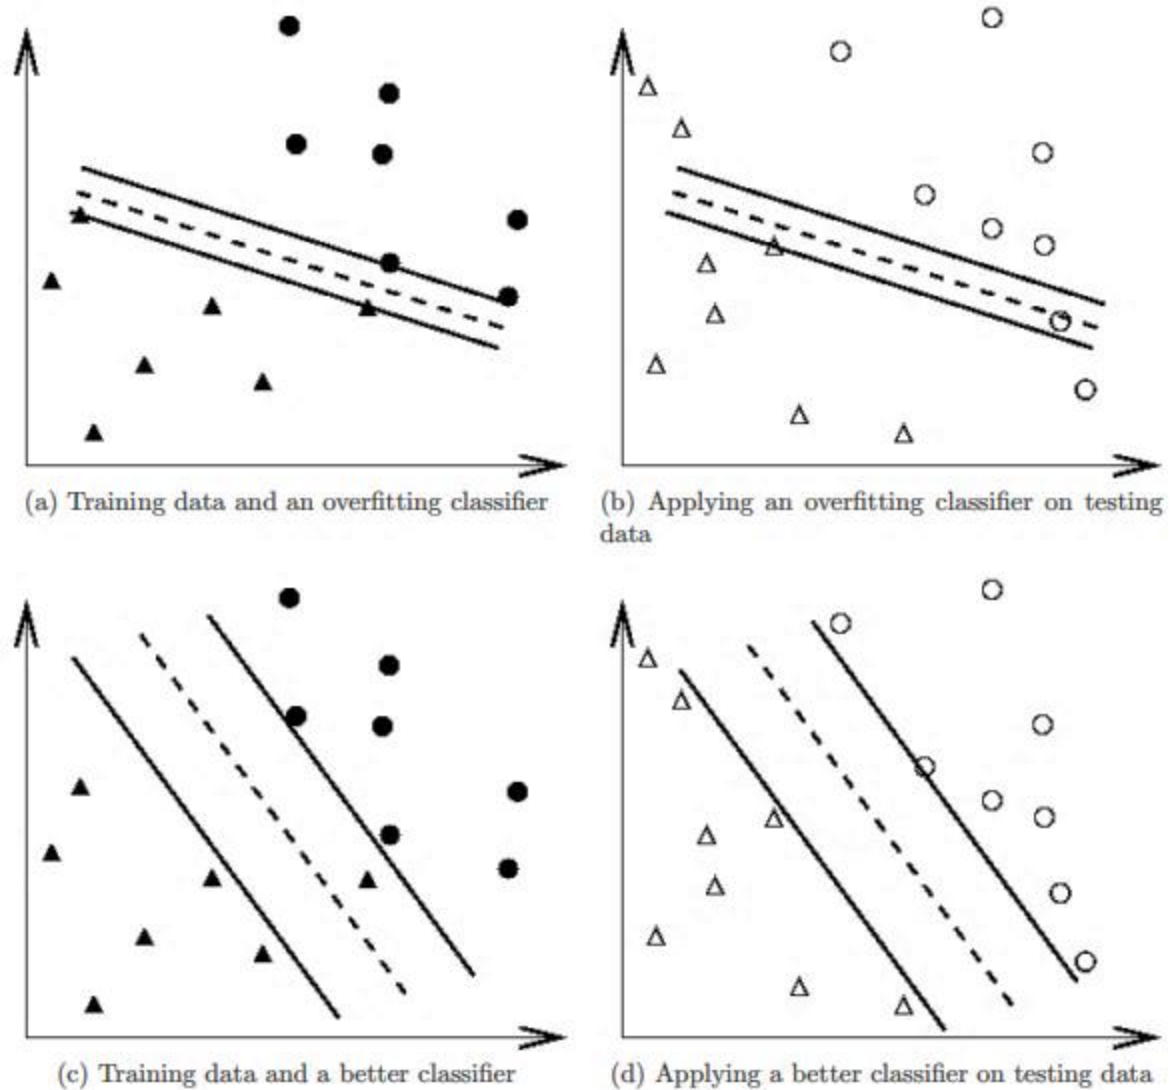 (a) Training data and an overfitting classifier
(b) Applying an overfitting classifier on testing
data
(c) Training data and a better classifier
(d) Applying a better classifier on testing data